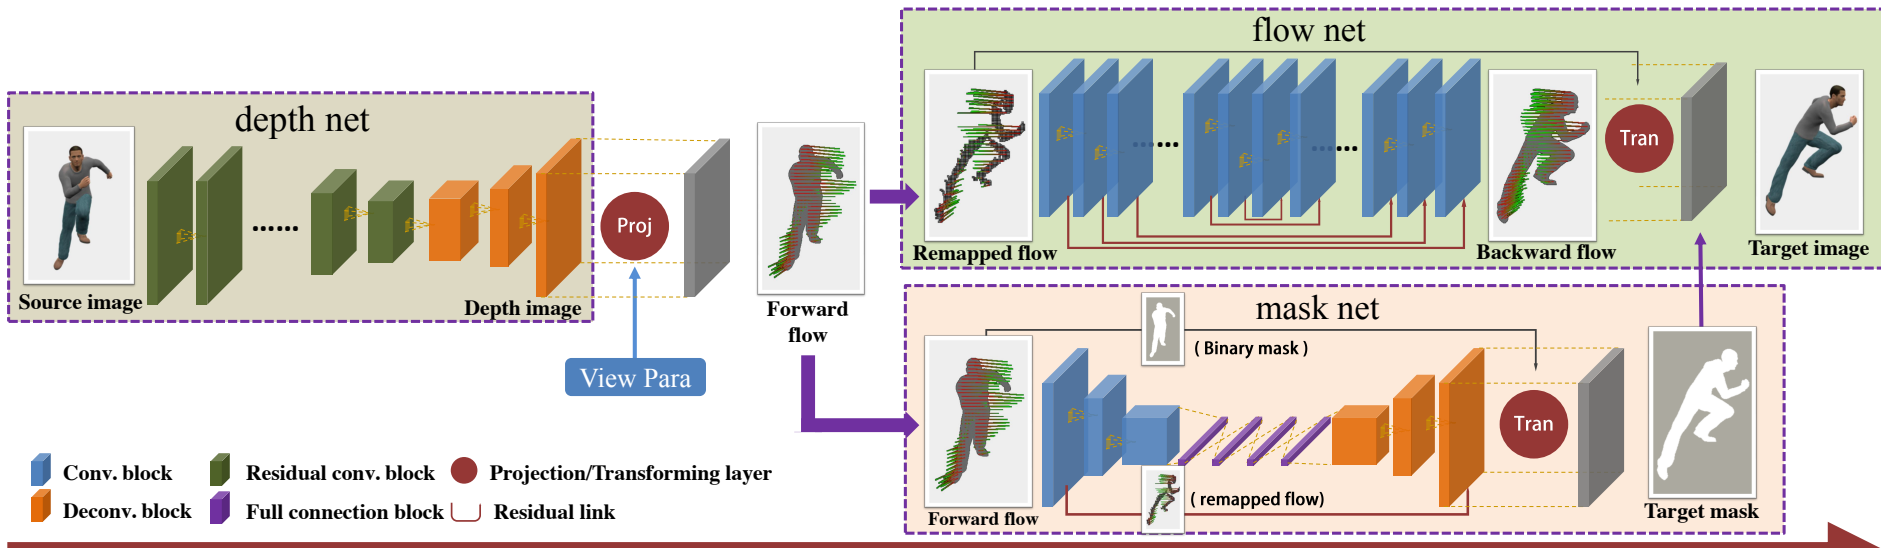 depth net
Source image
Depth image
Proj
View Para
Forward
flow
flow net
Remapped flow
Backward flow
Tran
Target image
mask net
( Binary mask )
( remapped flow)
Forward flow
Tran
Target mask
Conv. block
Residual conv. block
Projection/Transforming layer
Deconv. block
Full connection block
Residual link